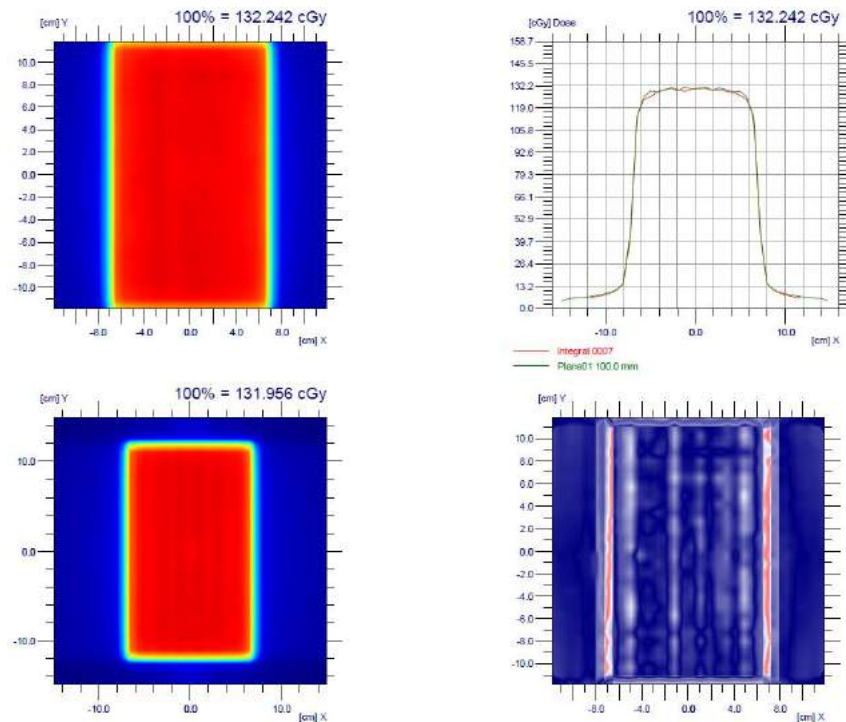 [cm] Y
100% = 132.242 cGy
10.0
8.0
6.0
4.0
2.0
0.0
-2.0
-4.0
-6.0
-8.0
-10.0
-8.0 -4.0 0.0 4.0 8.0
[cm] X
100% = 132.242 cGy
[cGy] Dose
158.7
145.5
132.2
119.0
105.8
92.6
79.3
66.1
52.9
39.7
26.4
13.2
0.0
-10.0 0.0 10.0
[cm] X
Integral 0007
Plane01 100.0 mm
[cm] Y
100% = 131.956 cGy
10.0
0.0
-10.0
-10.0 0.0 10.0
[cm] X
[cm] Y
10.0
8.0
6.0
4.0
2.0
0.0
-2.0
-4.0
-6.0
-8.0
-10.0
-8.0 -4.0 0.0 4.0 8.0
[cm] X